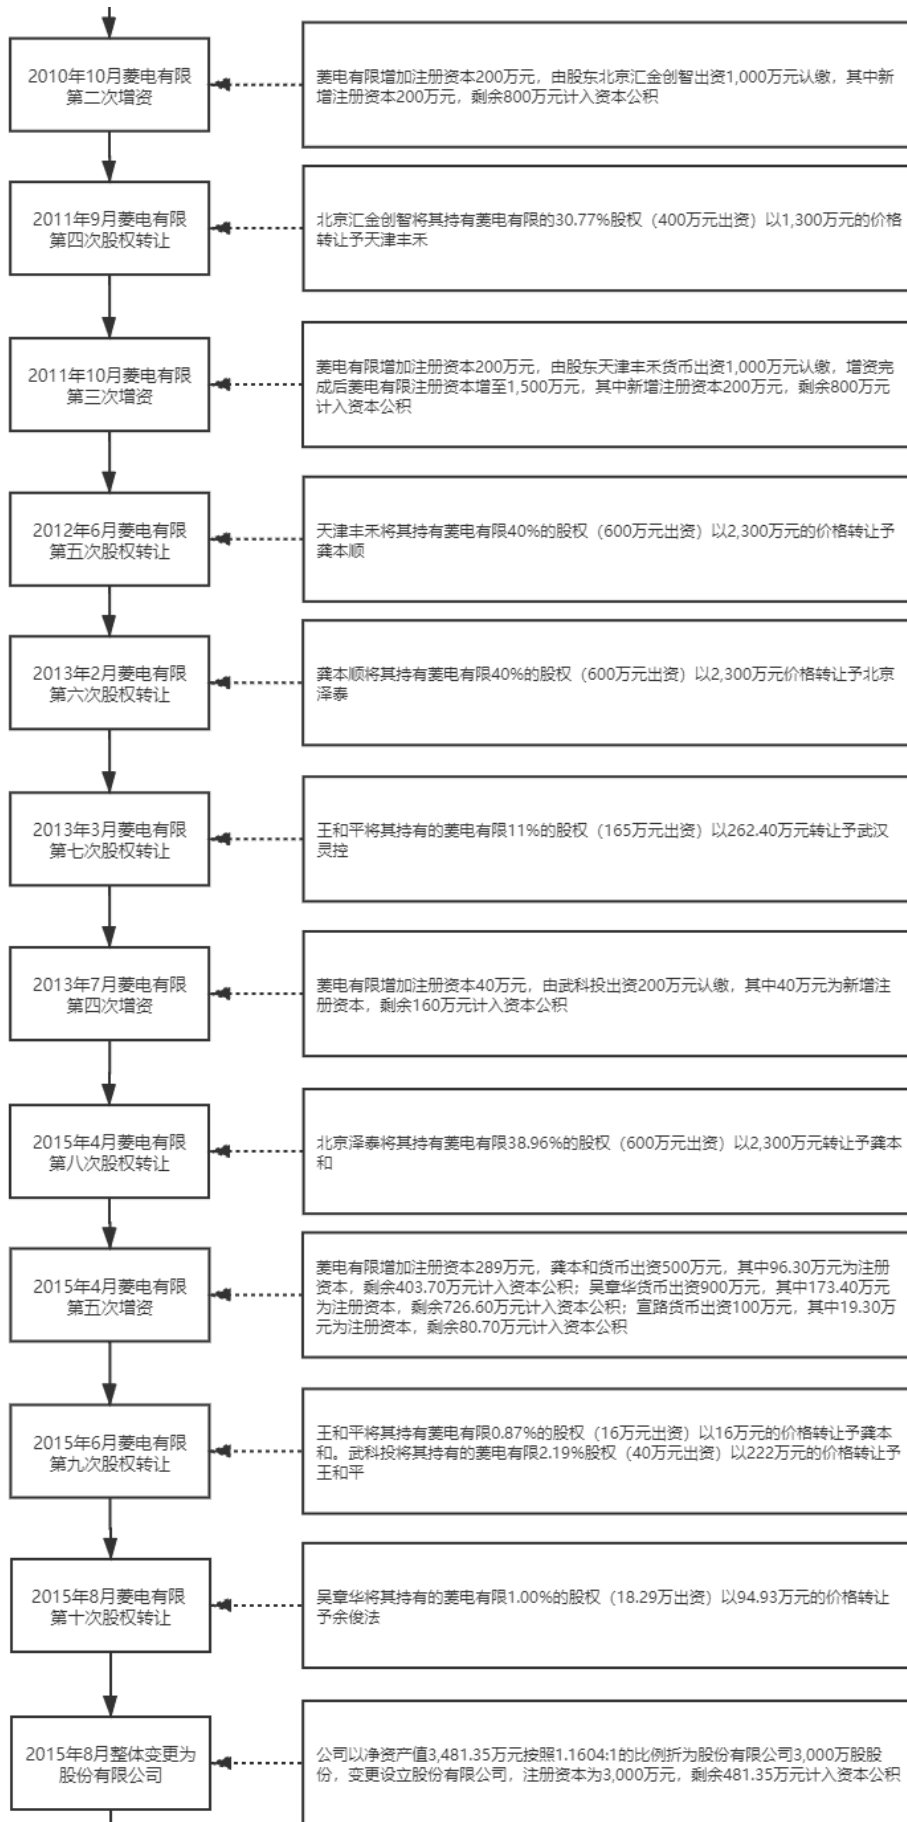 2010年10月菱电有限
第二次增资
菱电有限增加注册资本200万元，由股东北京汇金创智出资1,000万元认缴，其中新
增注册资本200万元，剩余800万元计入资本公积
2011年9月菱电有限
第四次股权转让
北京汇金创智将其持有菱电有限的30.77%股权（400万元出资）以1,300万元的价格
转让予天津丰禾
2011年10月菱电有限
第三次增资
菱电有限增加注册资本200万元，由股东天津丰禾货币出资1,000万元认缴，增资完
成后菱电有限注册资本增至1,500万元，其中新增注册资本200万元，剩余800万元
计入资本公积
2012年6月菱电有限
第五次股权转让
天津丰禾将其持有菱电有限40%的股权（600万元出资）以2,300万元的价格转让予
龚本顺
2013年2月菱电有限
第六次股权转让
龚本顺将其持有菱电有限40%的股权（600万元出资）以2,300万元价格转让予北京
泽泰
2013年3月菱电有限
第七次股权转让
王和平将其持有的菱电有限11%的股权（165万元出资）以262.40万元转让予武汉
灵控
2013年7月菱电有限
第四次增资
菱电有限增加注册资本40万元，由武科投出资200万元认缴，其中40万元为新增注
册资本，剩余160万元计入资本公积
2015年4月菱电有限
第八次股权转让
北京泽泰将其持有菱电有限38.96%的股权（600万元出资）以2,300万元转让予龚本
和
2015年4月菱电有限
第五次增资
菱电有限增加注册资本289万元，龚本和货币出资500万元，其中96.30万元为注册
资本，剩余403.70万元计入资本公积；吴章华货币出资900万元，其中173.40万元
为注册资本，剩余726.60万元计入资本公积；宣路货币出资100万元，其中19.30万
元为注册资本，剩余80.70万元计入资本公积
2015年6月菱电有限
第九次股权转让
王和平将其持有菱电有限0.87%的股权（16万元出资）以16万元的价格转让予龚本
和。武科投将其持有的菱电有限2.19%股权（40万元出资）以222万元的价格转让予
王和平
2015年8月菱电有限
第十次股权转让
吴章华将其持有的菱电有限1.00%的股权（18.29万出资）以94.93万元的价格转让
予余俊法
2015年8月整体变更为
股份有限公司
公司以净资产值3,481.35万元按照1.1604:1的比例折为股份有限公司3,000万股股
份，变更设立股份有限公司，注册资本为3,000万元，剩余481.35万元计入资本公积